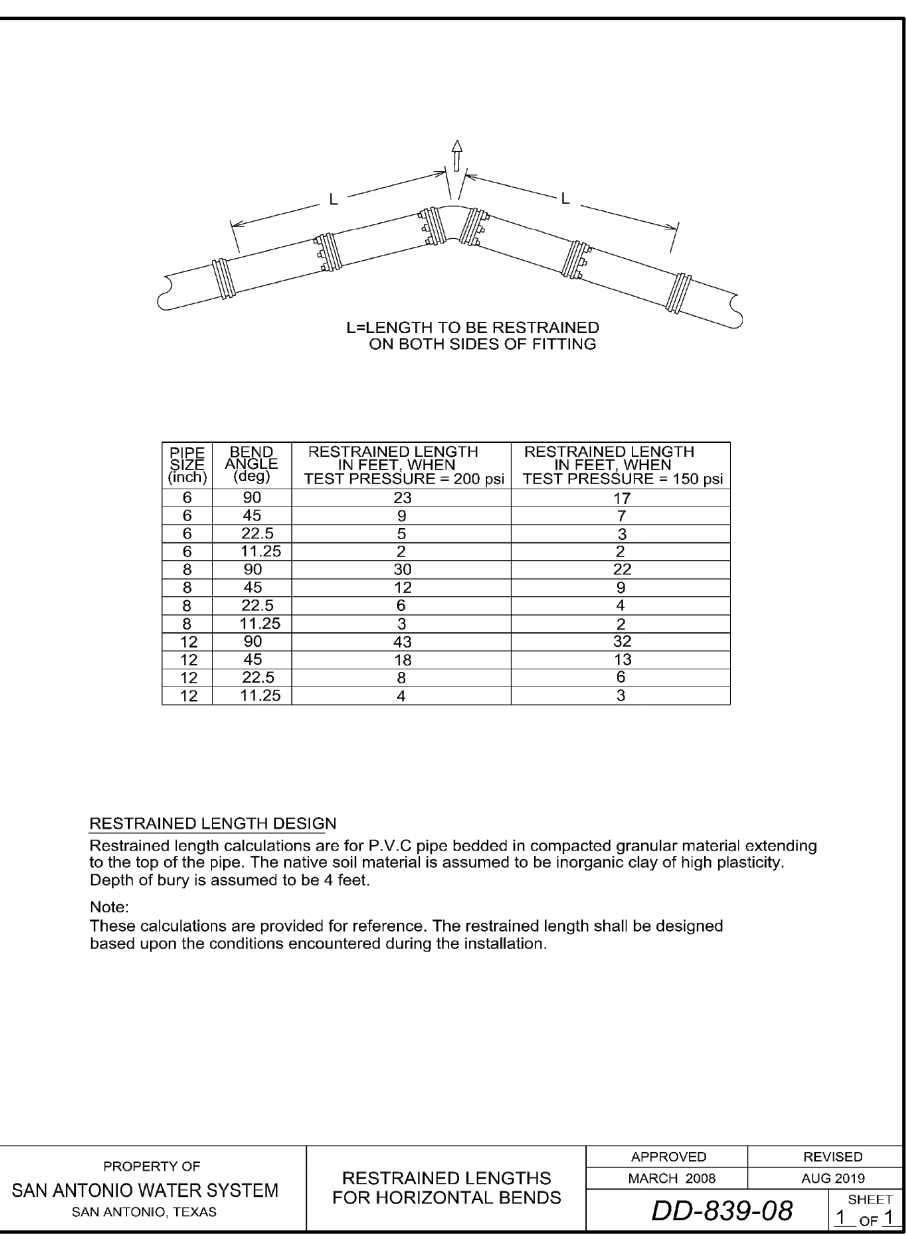 L
L
L=LENGTH TO BE RESTRAINED
ON BOTH SIDES OF FITTING
PIPE SIZE (inch) BEND ANGLE (deg) RESTRAINED LENGTH IN FEET, WHEN TEST PRESSURE = 200 psi RESTRAINED LENGTH IN FEET, WHEN TEST PRESSURE = 150 psi
6 90 23 17
6 45 9 7
6 22.5 5 3
6 11.25 2 2
8 90 30 22
8 45 12 9
8 22.5 6 4
8 11.25 3 2
12 90 43 32
12 45 18 13
12 22.5 8 6
12 11.25 4 3
RESTRAINED LENGTH DESIGN
Restrained length calculations are for P.V.C pipe bedded in compacted granular material extending
to the top of the pipe. The native soil material is assumed to be inorganic clay of high plasticity.
Depth of bury is assumed to be 4 feet.
Note:
These calculations are provided for reference. The restrained length shall be designed
based upon the conditions encountered during the installation.
PROPERTY OF
SAN ANTONIO WATER SYSTEM
SAN ANTONIO, TEXAS
RESTRAINED LENGTHS
FOR HORIZONTAL BENDS
APPROVED
MARCH 2008
REVISED
AUG 2019
DD-839-08
SHEET
1 OF 1